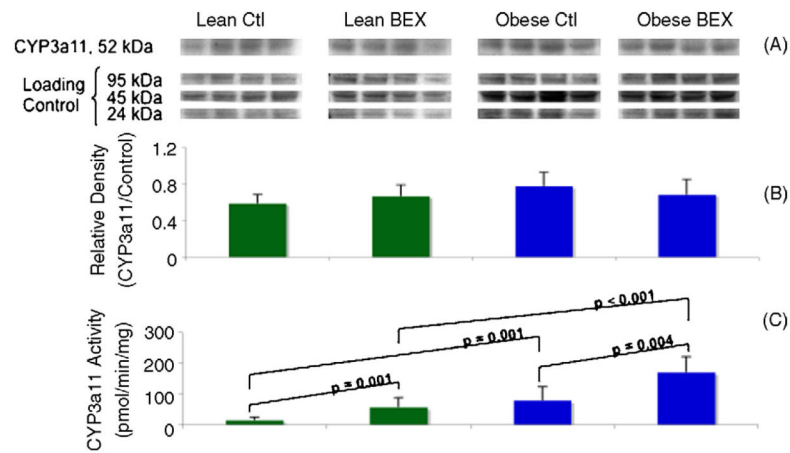 Lean Ctl Lean BEX Obese Ctl Obese BEX
CYP3a11, 52 kDa (A)
Loading Control
95 kDa
45 kDa
24 kDa
Relative Density
(CYP3a11/Control)
1.2
0.8
0.4
0
(B)
CYP3a11 Activity
(pmol/min/mg)
300
200
100
0
p < 0.001
p = 0.001
p = 0.004
p = 0.001
(C)